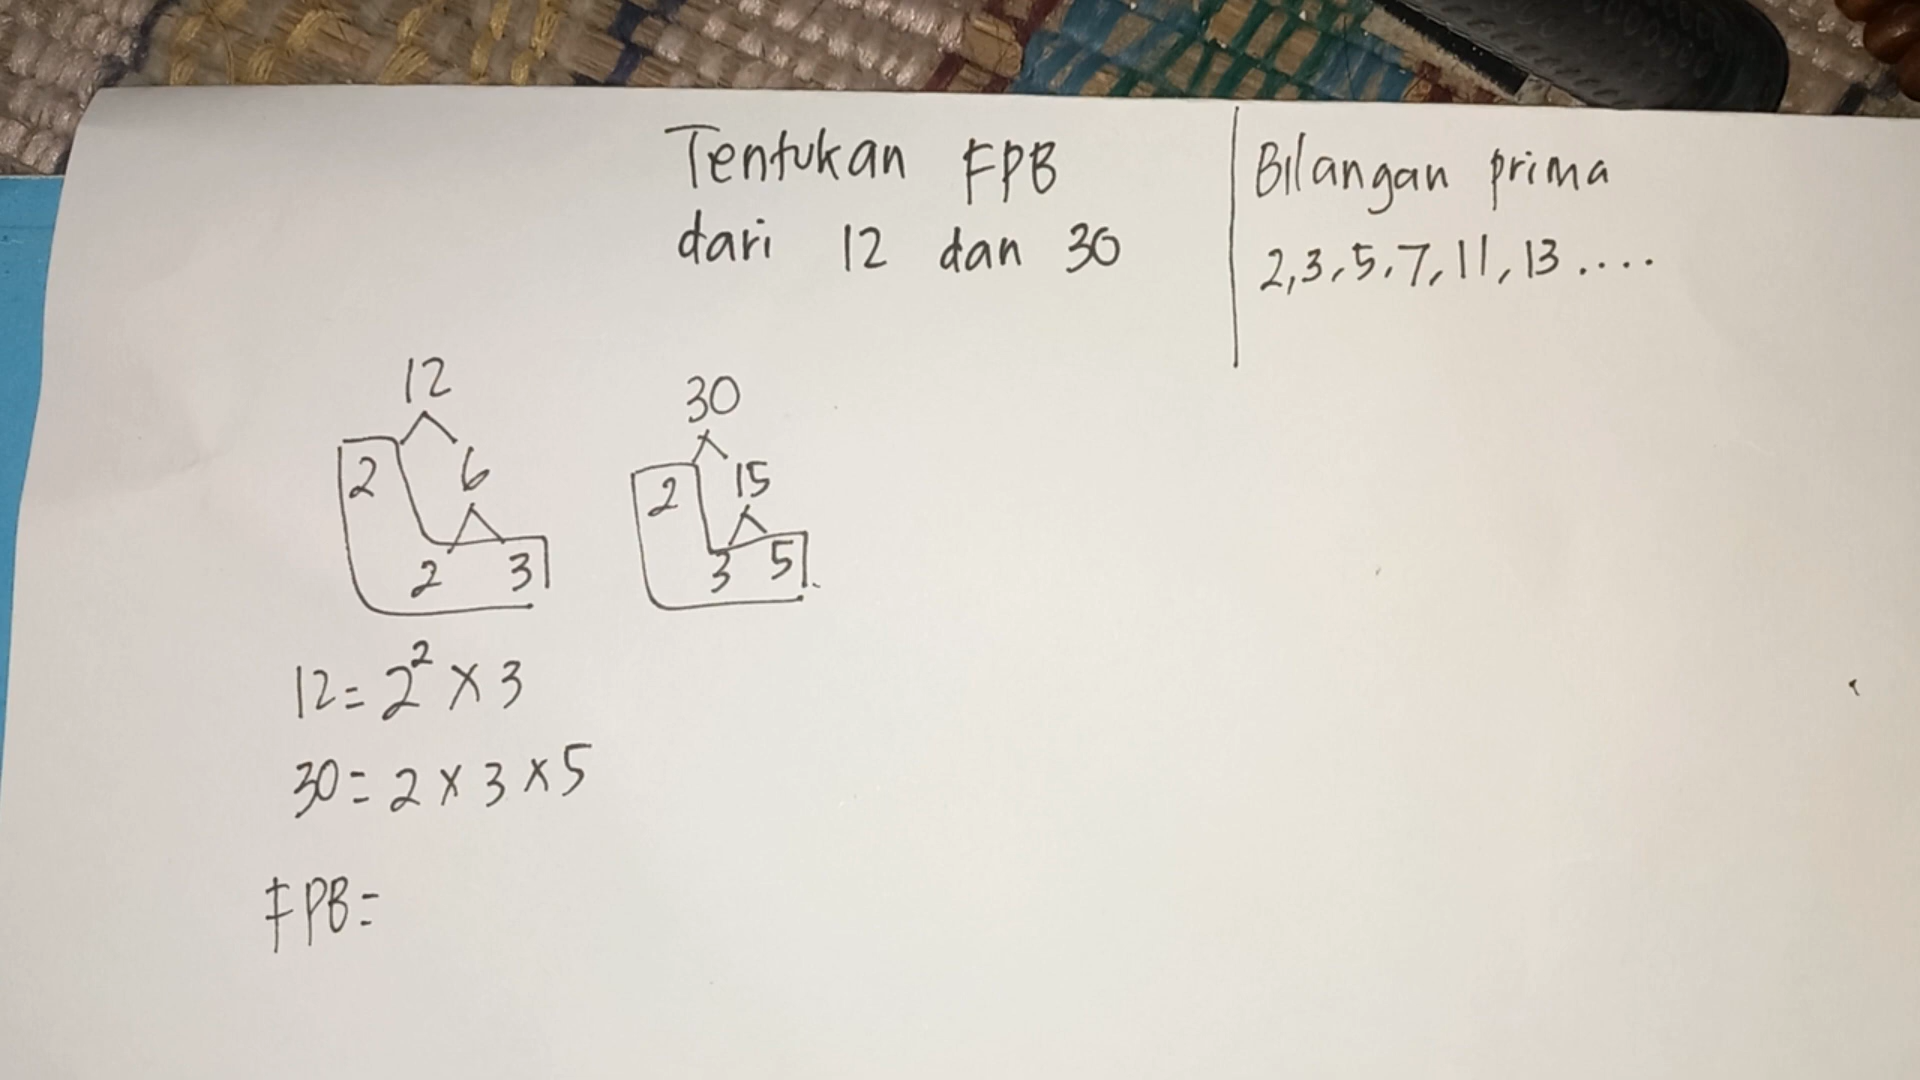 Tentukan FPB
dari 12 dan 30
Bilangan prima
2, 3, 5, 7, 11, 13 ....
12
2 6
2 3
30
2 15
3 5
12 = 2² × 3
30 = 2 × 3 × 5
FPB =